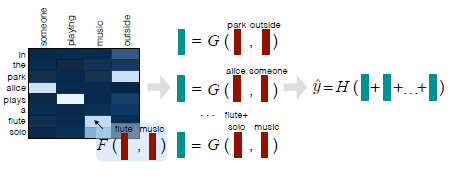 someone playing music outside
in
the
park
alice
plays
a
flute
solo
flute music
F ( , )
park outside
= G ( , )
alice someone
= G ( , )
... flute+
solo music
= G ( , )
ŷ = H ( + + ... + )